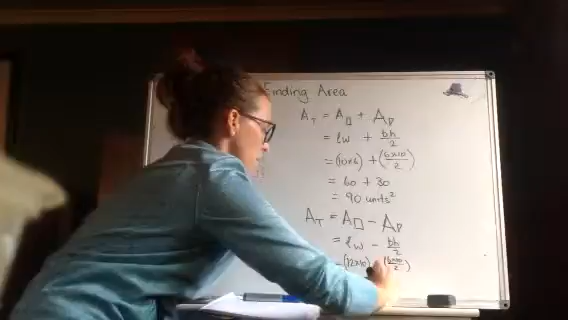 Finding Area
A_T = A_▯ + A_▷
= lw + bh/2
= (10x6) + (6x10/2)
= 60 + 30
= 90 units²
A_T = A_▯ - A_▷
= lw - bh/2